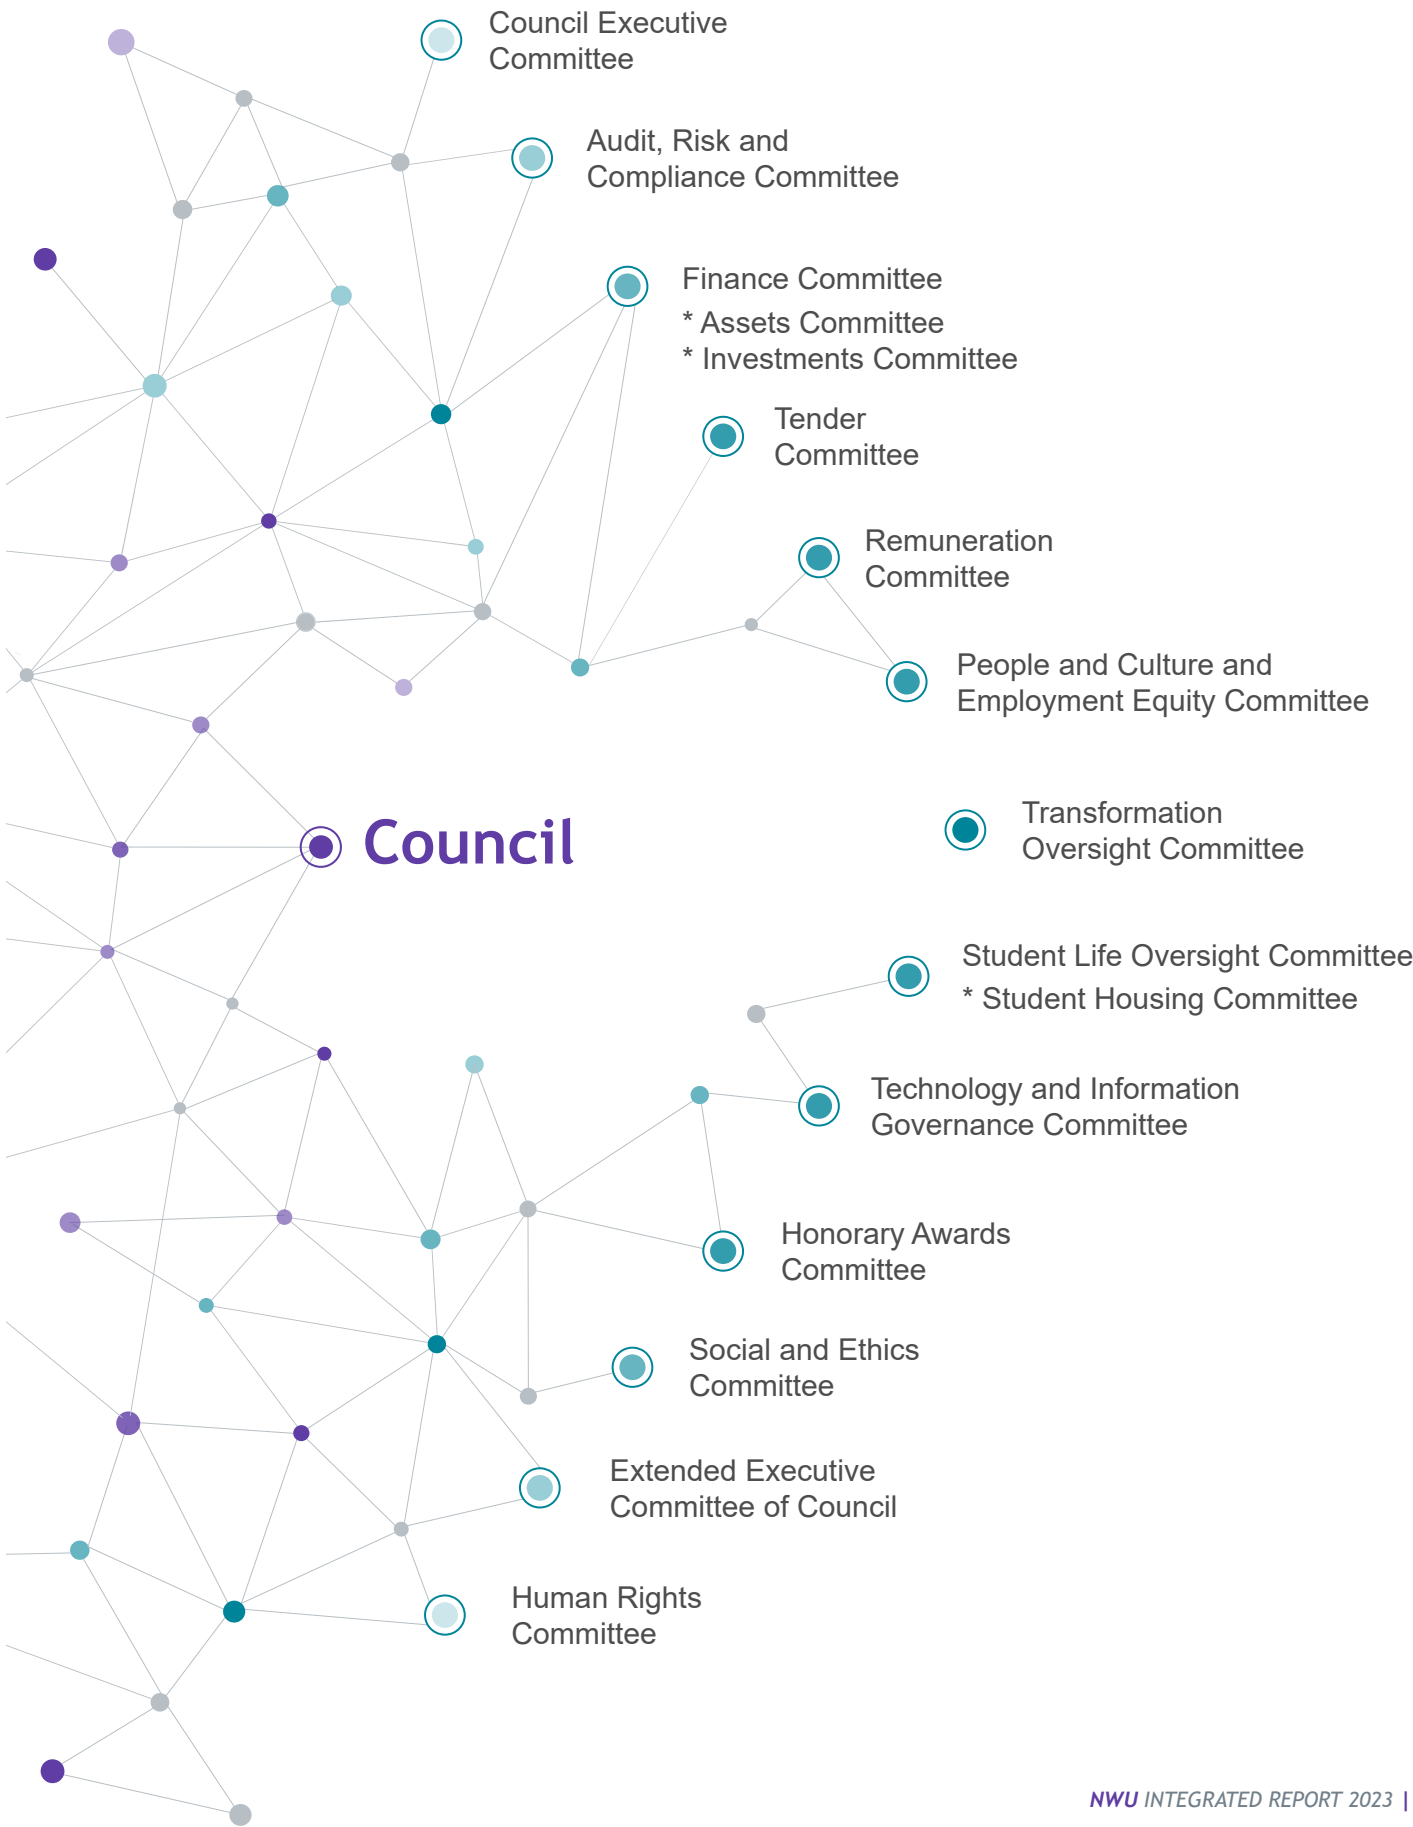 Council Executive
Committee
Audit, Risk and
Compliance Committee
Finance Committee
* Assets Committee
* Investments Committee
Tender
Committee
Remuneration
Committee
People and Culture and
Employment Equity Committee
Council
Transformation
Oversight Committee
Student Life Oversight Committee
* Student Housing Committee
Technology and Information
Governance Committee
Honorary Awards
Committee
Social and Ethics
Committee
Extended Executive
Committee of Council
Human Rights
Committee
NWU INTEGRATED REPORT 2023 |